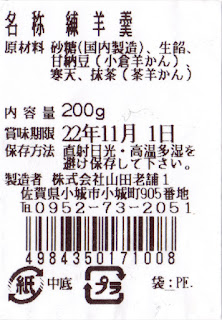 名称 練羊羹
原材料 砂糖(国内製造)、生餡、
甘納豆(小倉羊かん)、
寒天、抹茶(茶羊かん)
内容量 200g
賞味期限 22年11月 1日
保存方法 直射日光・高温多湿を
避け保存して下さい。
製造者 株式会社山田老舗1
佐賀県小城市小城町905番地
℡0952-73-2051
4984350171008
紙 中底 プラ 袋:PE.